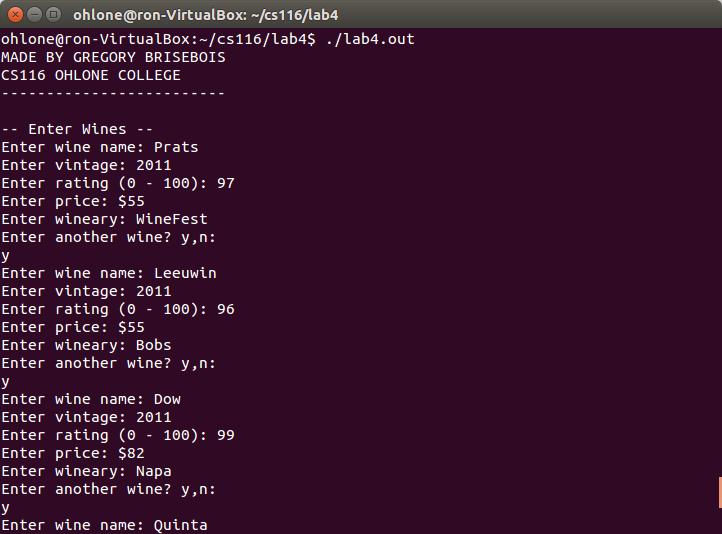 ohlone@ron-VirtualBox: ~/cs116/lab4
ohlone@ron-VirtualBox:~/cs116/lab4$ ./lab4.out
MADE BY GREGORY BRISEBOIS
CS116 OHLONE COLLEGE
-------------------------
-- Enter Wines --
Enter wine name: Prats
Enter vintage: 2011
Enter rating (0 - 100): 97
Enter price: $55
Enter wineary: WineFest
Enter another wine? y,n:
y
Enter wine name: Leeuwin
Enter vintage: 2011
Enter rating (0 - 100): 96
Enter price: $55
Enter wineary: Bobs
Enter another wine? y,n:
y
Enter wine name: Dow
Enter vintage: 2011
Enter rating (0 - 100): 99
Enter price: $82
Enter wineary: Napa
Enter another wine? y,n:
y
Enter wine name: Quinta